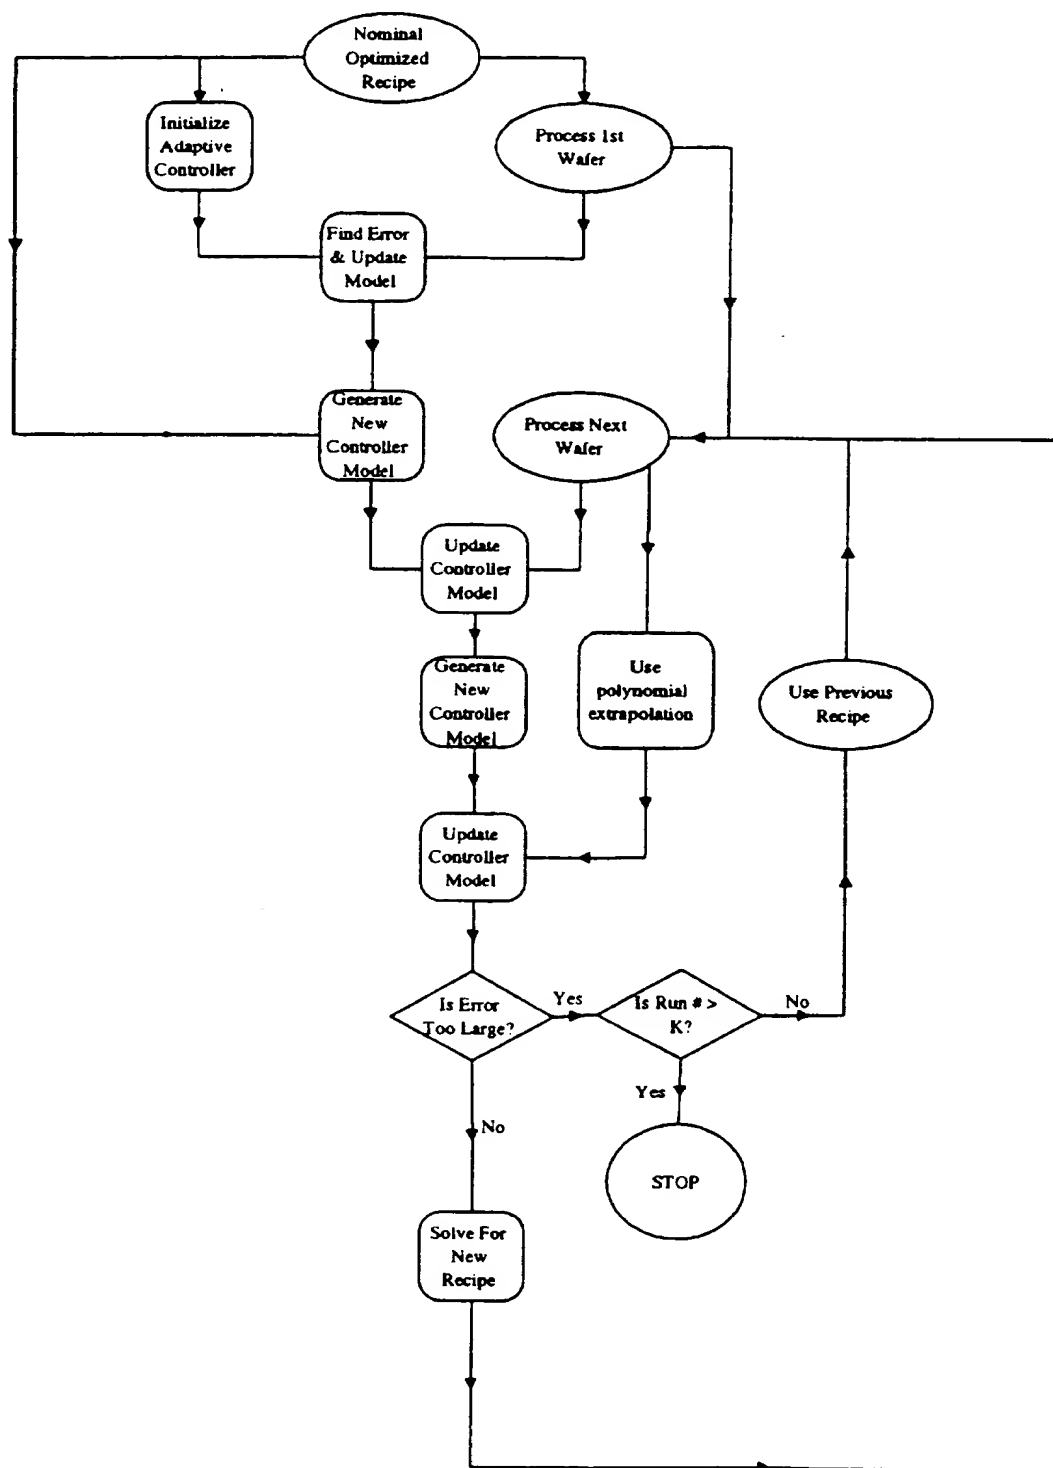 Nominal
Optimized
Recipe
Initialize
Adaptive
Controller
Process 1st
Wafer
Find Error
& Update
Model
Generate
New
Controller
Model
Process Next
Wafer
Update
Controller
Model
Generate
New
Controller
Model
Use
polynomial
extrapolation
Use Previous
Recipe
Update
Controller
Model
Is Error
Too Large?
Yes
Is Run # >
K?
No
Yes
No
STOP
Solve For
New
Recipe